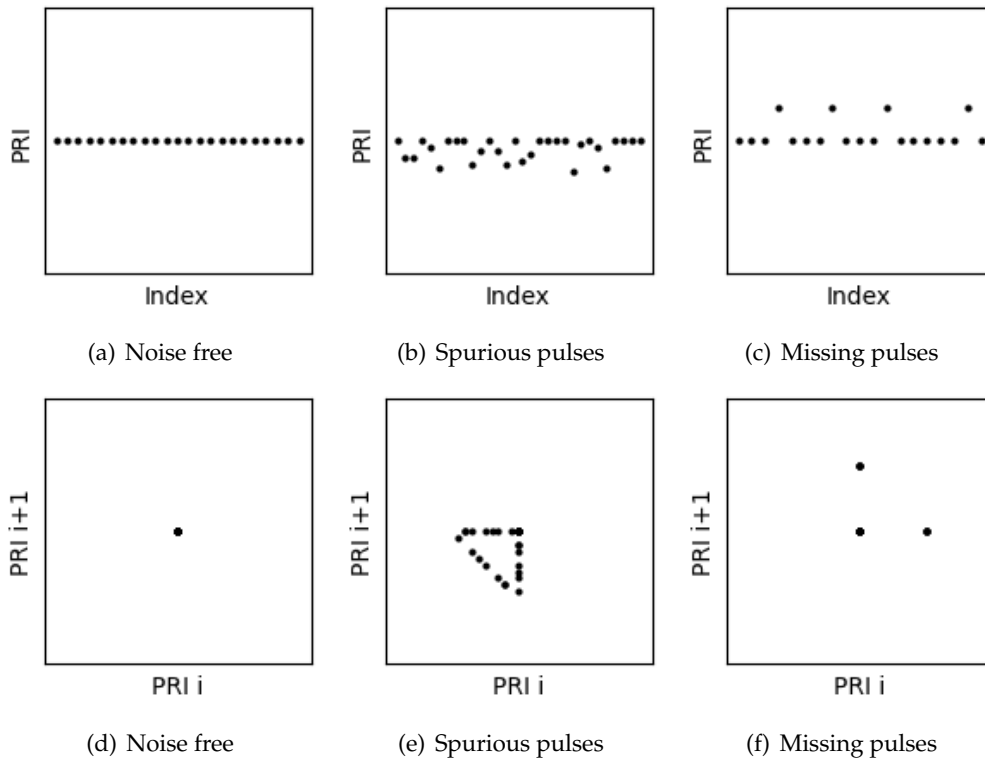 PRI
PRI
PRI
Index
Index
Index
(a) Noise free
(b) Spurious pulses
(c) Missing pulses
PRI i+1
PRI i+1
PRI i+1
PRI i
PRI i
PRI i
(d) Noise free
(e) Spurious pulses
(f) Missing pulses